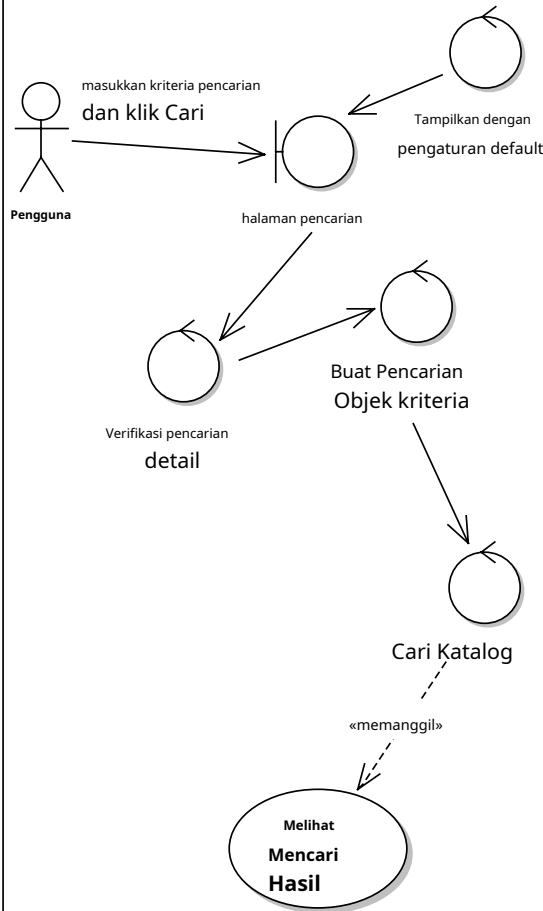 masukkan kriteria pencarian
dan klik Cari
Tampilkan dengan
pengaturan default
Pengguna
halaman pencarian
Buat Pencarian
Objek kriteria
Verifikasi pencarian
detail
Cari Katalog
«memanggil»
Melihat
Mencari
Hasil